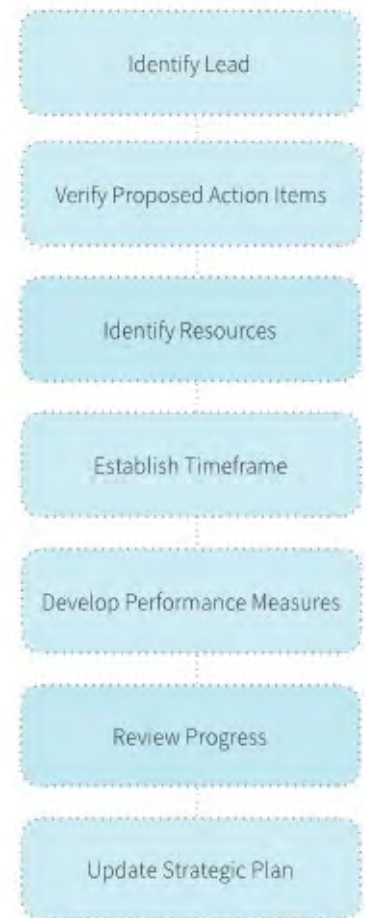 Identify Lead
Verify Proposed Action Items
Identify Resources
Establish Timeframe
Develop Performance Measures
Review Progress
Update Strategic Plan